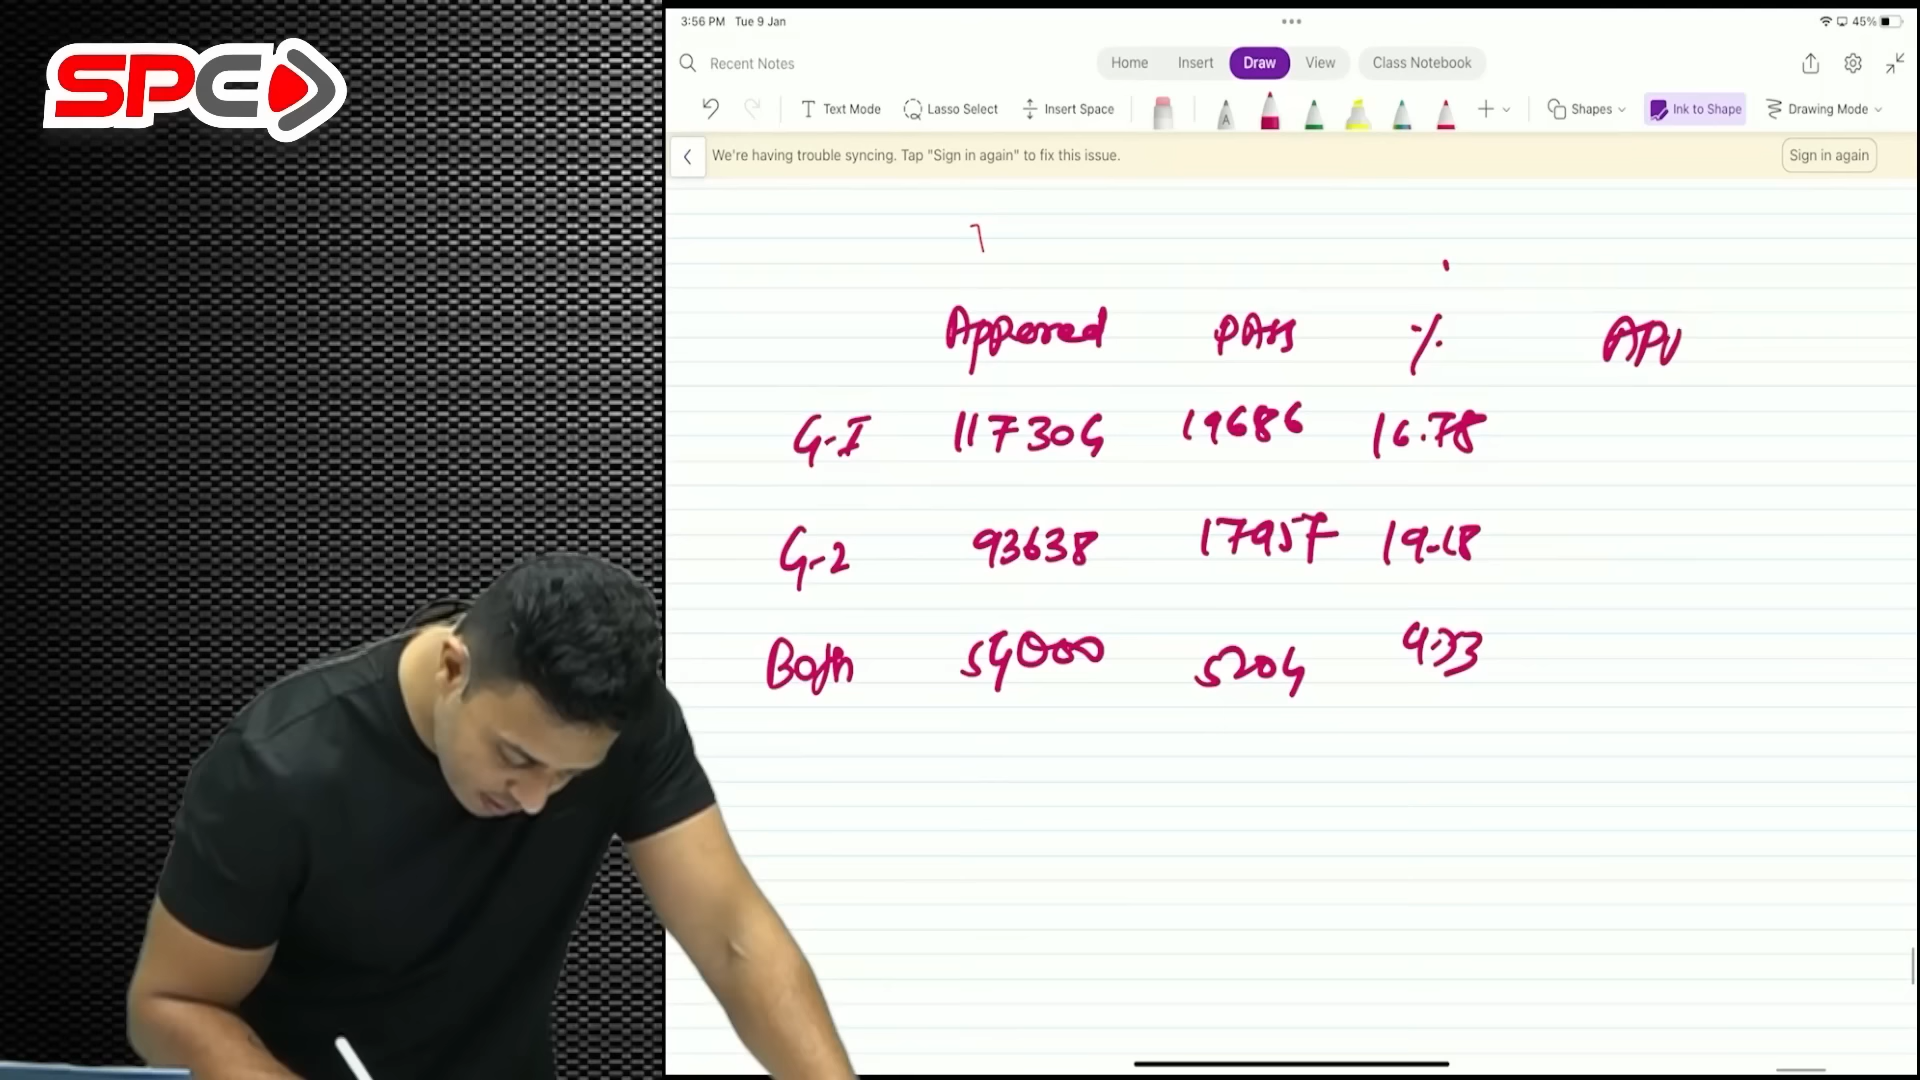 SPE
3:56 PM Tue 9 Jan
45%
Recent Notes
Home Insert Draw View Class Notebook
Text Mode Lasso Select Insert Space A Shapes Ink to Shape Drawing Mode
We're having trouble syncing. Tap "Sign in again" to fix this issue. Sign in again
Appeared PASS %
G-I 117304 19686 16.78
G-2 93638 17957 19.18
Both 54000 5204